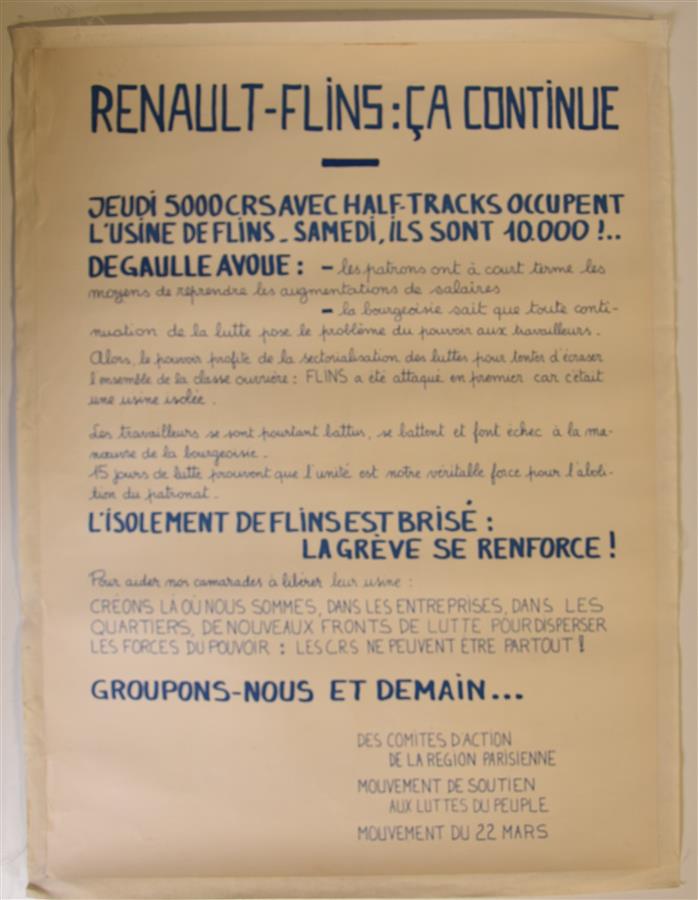 RENAULT-FLINS : ÇA CONTINUE
JEUDI 5000 CRS AVEC HALF-TRACKS OCCUPENT
L'USINE DE FLINS - SAMEDI, ILS SONT 10.000 !..
DE GAULLE AVOUE : - les patrons ont à court terme les
moyens de reprendre les augmentations de salaires
- la bourgeoisie sait que toute conti-
nuation de la lutte pose le problème du pouvoir aux travailleurs.
Alors, le pouvoir profite de la sectorialisation des luttes pour tenter d'écraser
l'ensemble de la classe ouvrière : FLINS a été attaqué en premier car c'était
une usine isolée.
Les travailleurs se sont pourtant battus, se battent et font échec à la ma-
nœuvre de la bourgeoisie.
15 jours de lutte prouvent que l'unité est notre véritable force pour l'aboli-
tion du patronat.
L'ISOLEMENT DE FLINS EST BRISÉ :
LA GRÈVE SE RENFORCE !
Pour aider nos camarades à libérer leur usine :
CRÉONS LÀ OÙ NOUS SOMMES, DANS LES ENTREPRISES, DANS LES
QUARTIERS, DE NOUVEAUX FRONTS DE LUTTE POUR DISPERSER
LES FORCES DU POUVOIR : LES CRS NE PEUVENT ÊTRE PARTOUT !
GROUPONS-NOUS ET DEMAIN...
DES COMITÉS D'ACTION
DE LA RÉGION PARISIENNE
MOUVEMENT DE SOUTIEN
AUX LUTTES DU PEUPLE
MOUVEMENT DU 22 MARS